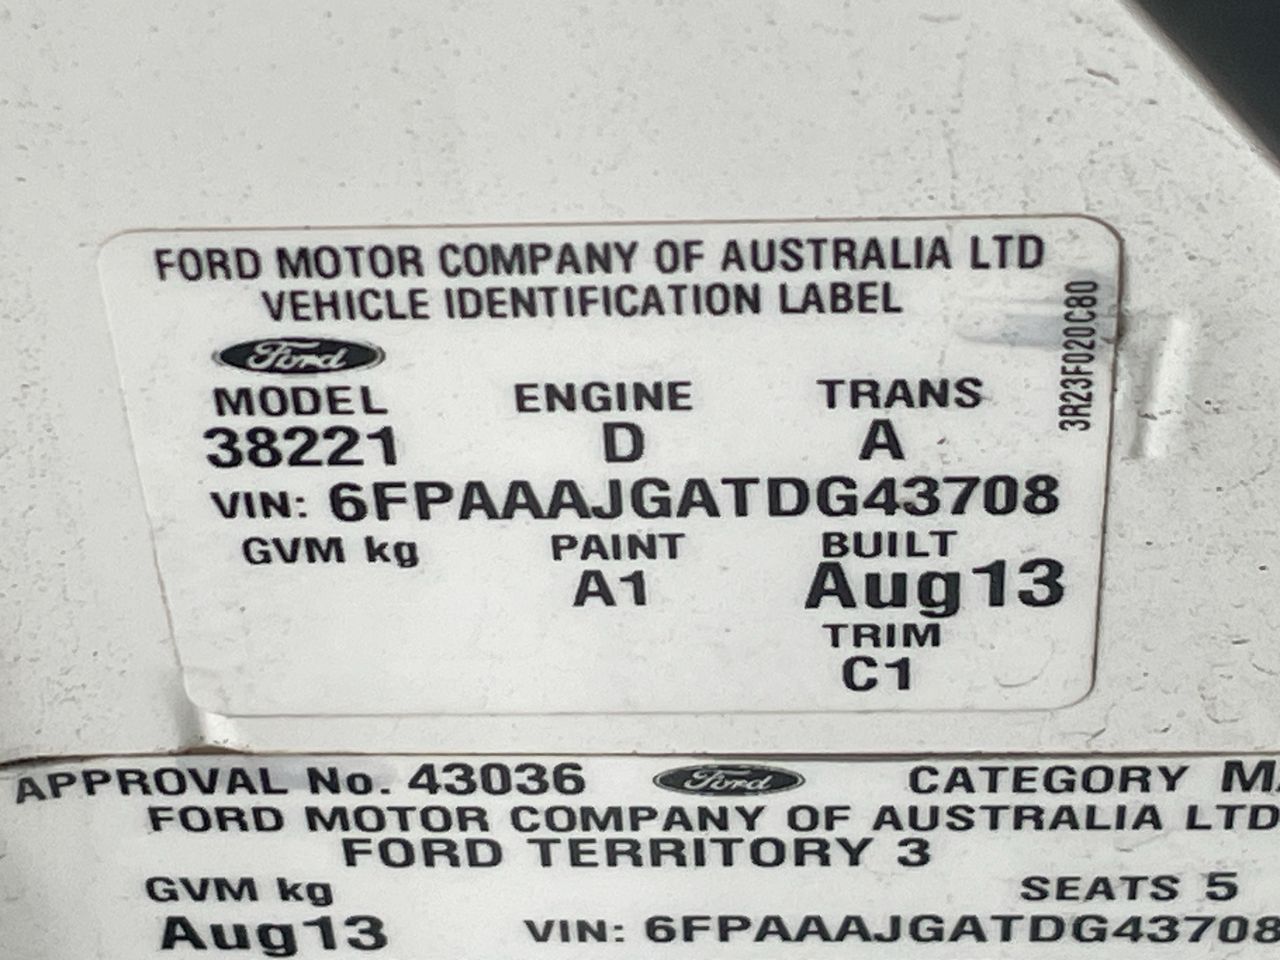 FORD MOTOR COMPANY OF AUSTRALIA LTD
VEHICLE IDENTIFICATION LABEL
Ford
3R23F020C80
MODEL ENGINE TRANS
38221 D A
VIN: 6FPAAAJGATDG43708
GVM kg PAINT BUILT
A1 Aug13
TRIM
C1
APPROVAL No. 43036 Ford CATEGORY MA
FORD MOTOR COMPANY OF AUSTRALIA LTD
FORD TERRITORY 3
GVM kg SEATS 5
Aug13 VIN: 6FPAAAJGATDG43708